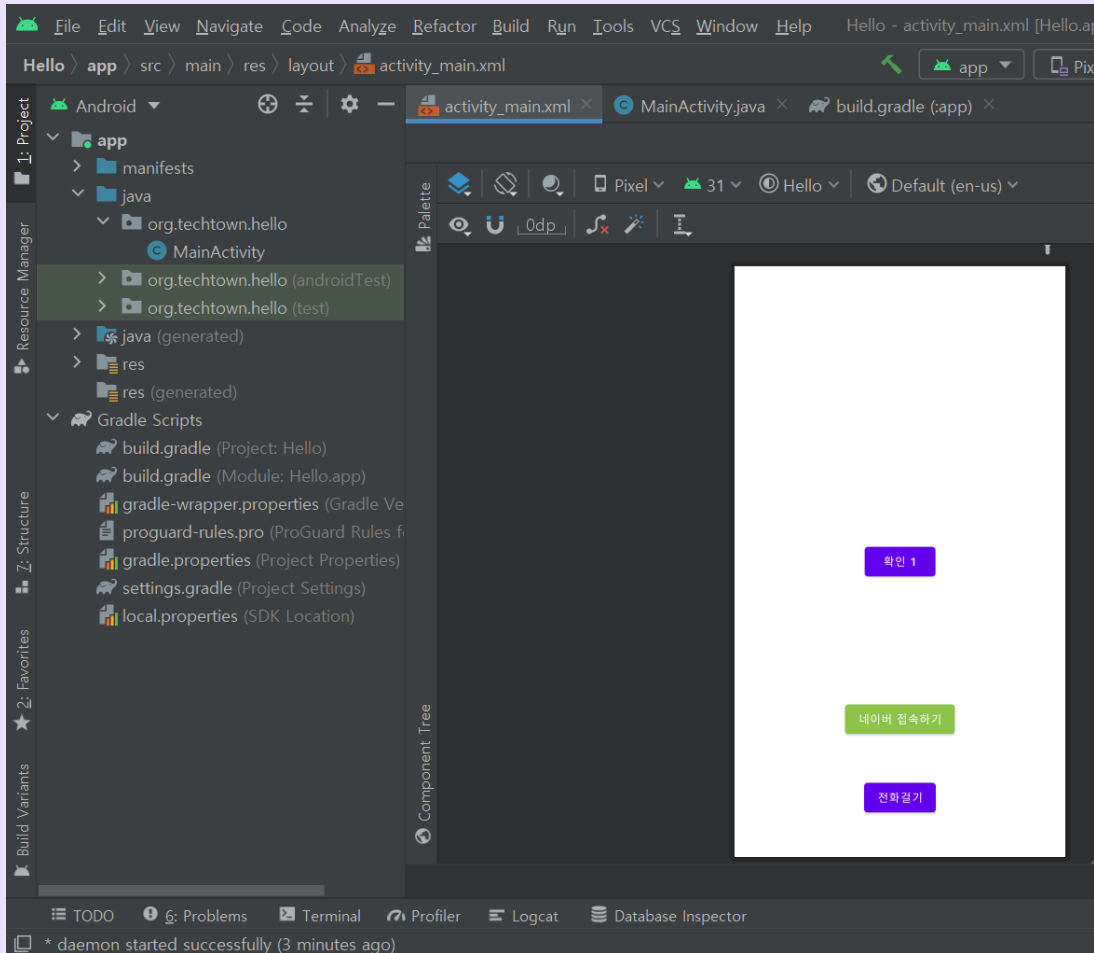 File Edit View Navigate Code Analyze Refactor Build Run Tools VCS Window Help Hello - activity_main.xml [Hello.ap
Hello 〉 app 〉 src 〉 main 〉 res 〉 layout 〉 activity_main.xml
app
Pix
1: Project
Resource Manager
7: Structure
2: Favorites
Build Variants
Android
app
manifests
java
org.techtown.hello
MainActivity
org.techtown.hello (androidTest)
org.techtown.hello (test)
java (generated)
res
res (generated)
Gradle Scripts
build.gradle (Project: Hello)
build.gradle (Module: Hello.app)
gradle-wrapper.properties (Gradle Ve
proguard-rules.pro (ProGuard Rules f
gradle.properties (Project Properties)
settings.gradle (Project Settings)
local.properties (SDK Location)
activity_main.xml MainActivity.java build.gradle (:app)
Palette
Component Tree
Pixel 31 Hello Default (en-us)
0dp
확인 1
네이버 접속하기
전화걸기
TODO 6: Problems Terminal Profiler Logcat Database Inspector
* daemon started successfully (3 minutes ago)